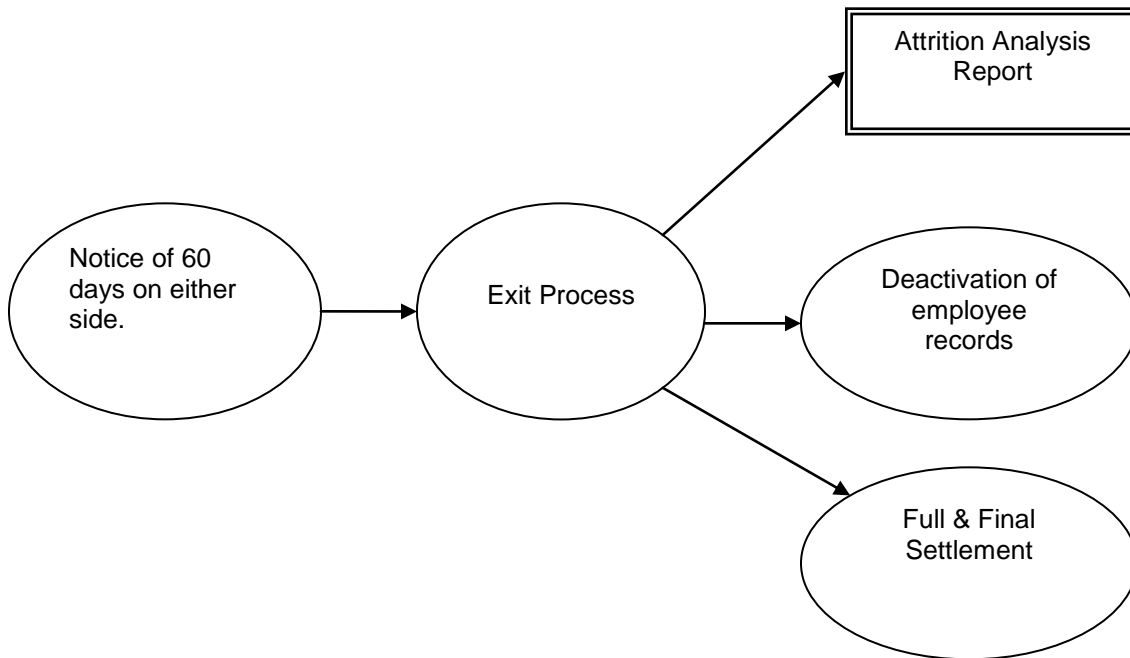 Attrition Analysis
Report
Notice of 60
days on either
side.
Exit Process
Deactivation of
employee
records
Full & Final
Settlement